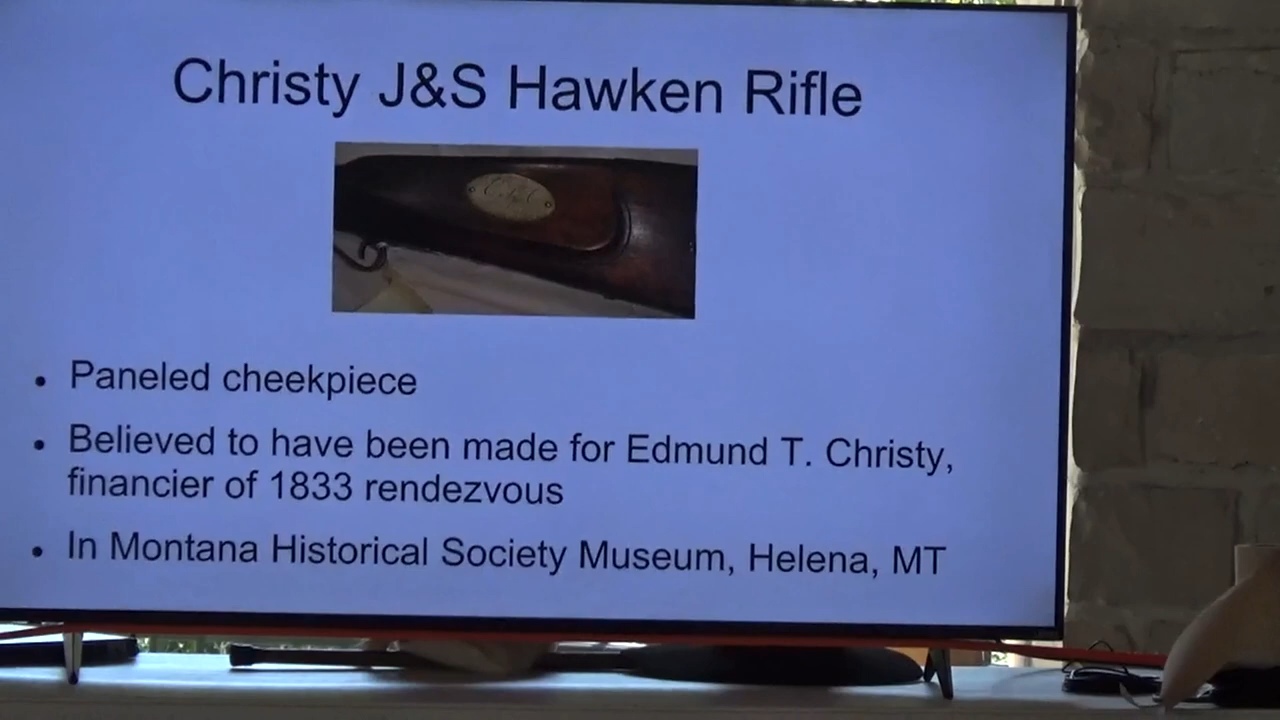 Christy J&S Hawken Rifle
• Paneled cheekpiece
• Believed to have been made for Edmund T. Christy,
financier of 1833 rendezvous
• In Montana Historical Society Museum, Helena, MT